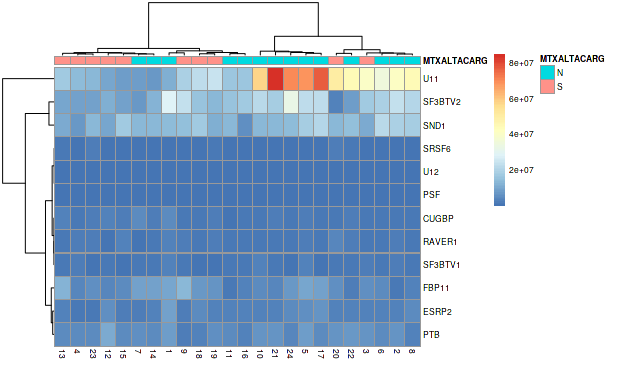 MTXALTACARG
U11
SF3BTV2
SND1
SRSF6
U12
PSF
CUGBP
RAVER1
SF3BTV1
FBP11
ESRP2
PTB
13 4 23 12 15 7 14 1 9 18 19 11 16 10 21 24 5 17 20 22 3 6 2 8
8e+07
6e+07
4e+07
2e+07
MTXALTACARG
N
S